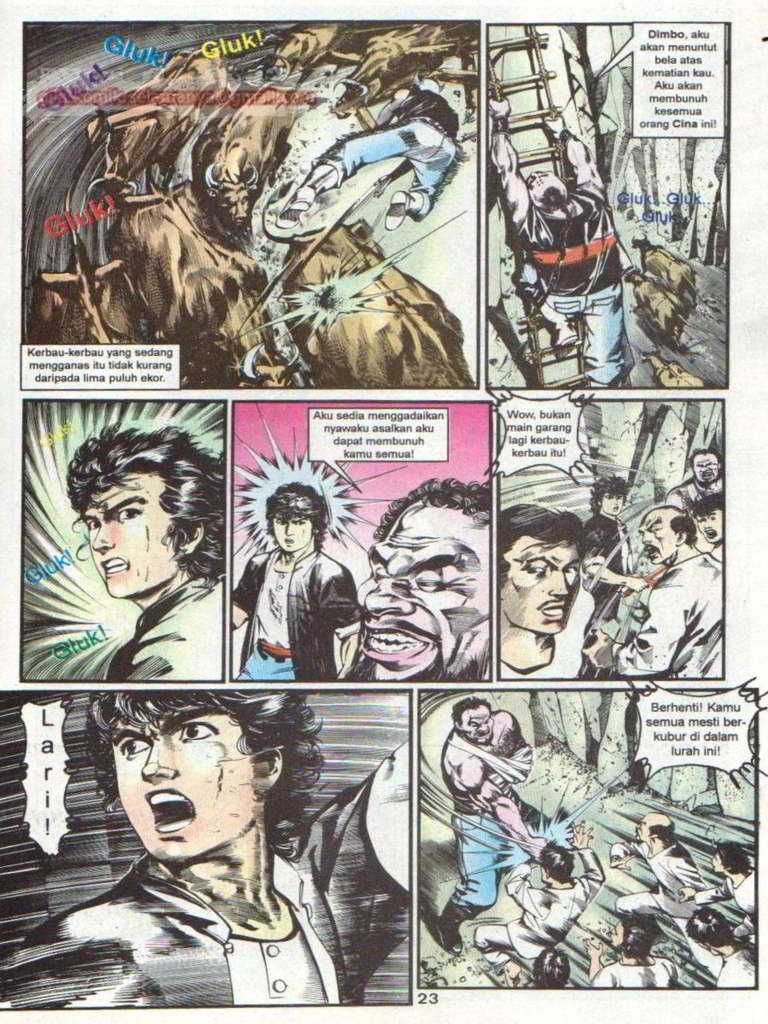 Gluk!
Gluk!
Gluk!
Gluk!
Kerbau-kerbau yang sedang
mengganas itu tidak kurang
daripada lima puluh ekor.
Dimbo, aku
akan menuntut
bela atas
kematian kau.
Aku akan
membunuh
kesemua
orang Cina ini!
Gluk...Gluk...
Gluk...
Gluk!
Gluk!
Gluk!
Aku sedia menggadaikan
nyawaku asalkan aku
dapat membunuh
kamu semua!
Wow, bukan
main garang
lagi kerbau-
kerbau itu!
Lari!
Berhenti! Kamu
semua mesti ber-
kubur di dalam
lurah ini!
23